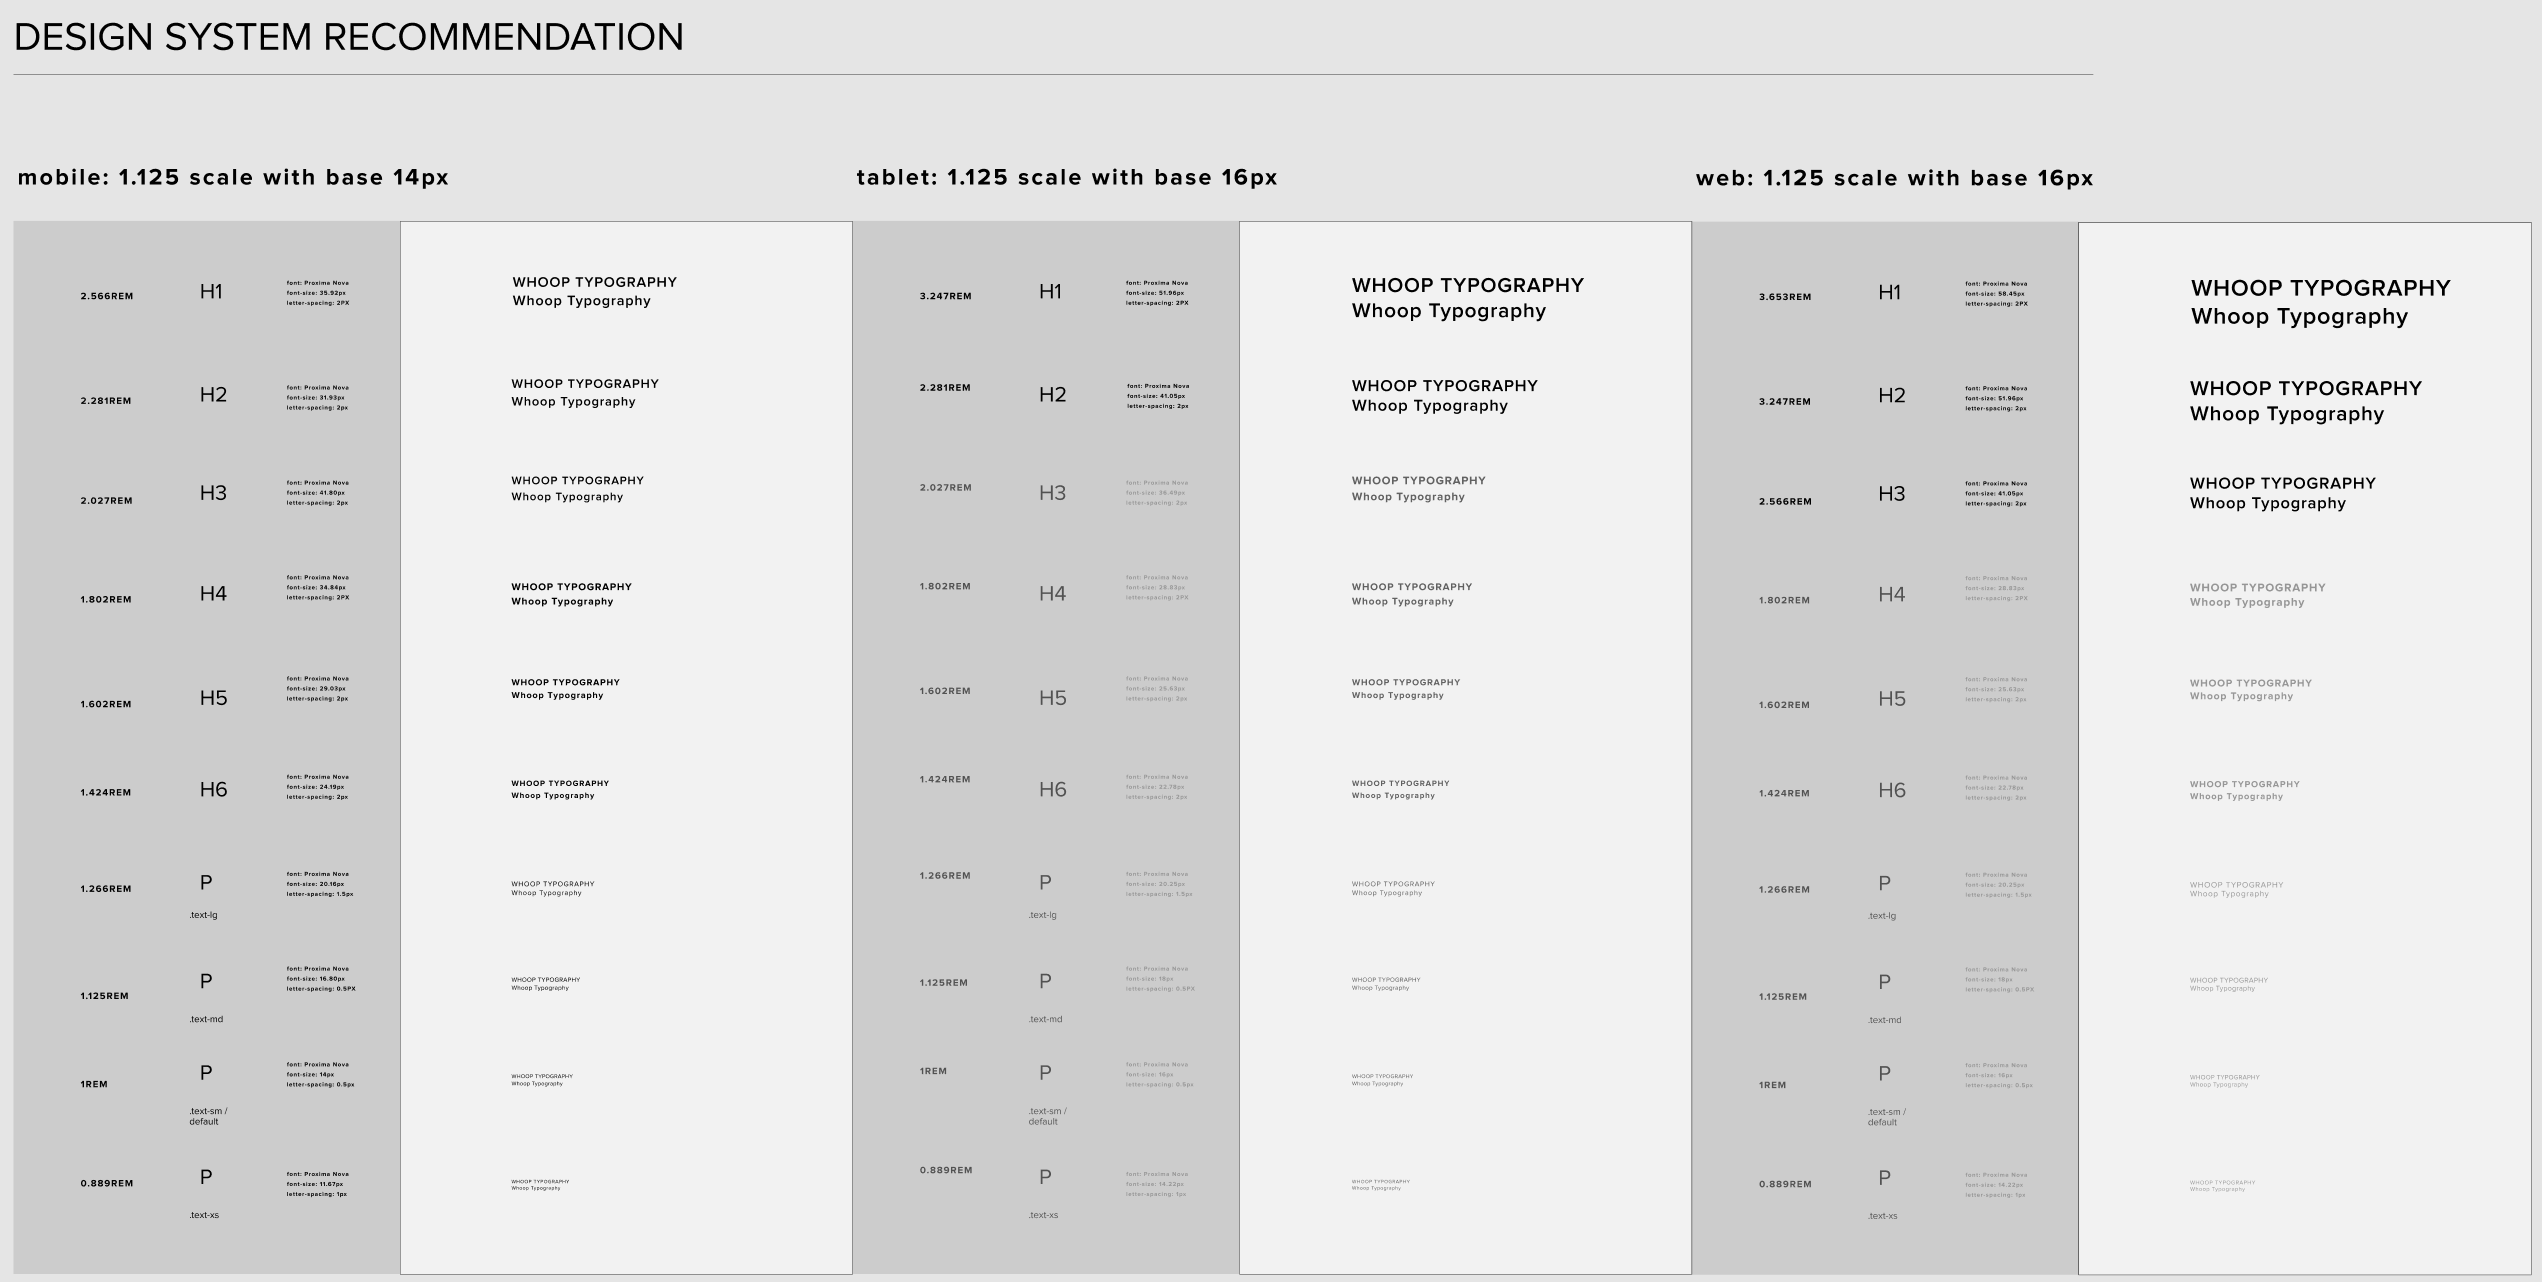 DESIGN SYSTEM RECOMMENDATION
mobile: 1.125 scale with base 14px
2.566REM
H1
font: Proxima Nova
font-size: 35.92px
letter-spacing: 2PX
WHOOP TYPOGRAPHY
Whoop Typography
2.281REM
H2
font: Proxima Nova
font-size: 31.93px
letter-spacing: 2px
WHOOP TYPOGRAPHY
Whoop Typography
2.027REM
H3
font: Proxima Nova
font-size: 41.80px
letter-spacing: 2px
WHOOP TYPOGRAPHY
Whoop Typography
1.802REM
H4
font: Proxima Nova
font-size: 34.84px
letter-spacing: 2PX
WHOOP TYPOGRAPHY
Whoop Typography
1.602REM
H5
font: Proxima Nova
font-size: 29.03px
letter-spacing: 2px
WHOOP TYPOGRAPHY
Whoop Typography
1.424REM
H6
font: Proxima Nova
font-size: 24.19px
letter-spacing: 2px
WHOOP TYPOGRAPHY
Whoop Typography
1.266REM
P
.text-lg
font: Proxima Nova
font-size: 20.16px
letter-spacing: 1.5px
WHOOP TYPOGRAPHY
Whoop Typography
1.125REM
P
.text-md
font: Proxima Nova
font-size: 16.80px
letter-spacing: 0.5PX
WHOOP TYPOGRAPHY
Whoop Typography
1REM
P
.text-sm /
default
font: Proxima Nova
font-size: 14px
letter-spacing: 0.5px
WHOOP TYPOGRAPHY
Whoop Typography
0.889REM
P
.text-xs
font: Proxima Nova
font-size: 11.67px
letter-spacing: 1px
WHOOP TYPOGRAPHY
Whoop Typography
tablet: 1.125 scale with base 16px
3.247REM
H1
font: Proxima Nova
font-size: 51.96px
letter-spacing: 2PX
WHOOP TYPOGRAPHY
Whoop Typography
2.281REM
H2
font: Proxima Nova
font-size: 41.05px
letter-spacing: 2px
WHOOP TYPOGRAPHY
Whoop Typography
2.027REM
H3
font: Proxima Nova
font-size: 36.49px
letter-spacing: 2px
WHOOP TYPOGRAPHY
Whoop Typography
1.802REM
H4
font: Proxima Nova
font-size: 28.83px
letter-spacing: 2PX
WHOOP TYPOGRAPHY
Whoop Typography
1.602REM
H5
font: Proxima Nova
font-size: 25.63px
letter-spacing: 2px
WHOOP TYPOGRAPHY
Whoop Typography
1.424REM
H6
font: Proxima Nova
font-size: 22.78px
letter-spacing: 2px
WHOOP TYPOGRAPHY
Whoop Typography
1.266REM
P
.text-lg
font: Proxima Nova
font-size: 20.25px
letter-spacing: 1.5px
WHOOP TYPOGRAPHY
Whoop Typography
1.125REM
P
.text-md
font: Proxima Nova
font-size: 18px
letter-spacing: 0.5PX
WHOOP TYPOGRAPHY
Whoop Typography
1REM
P
.text-sm /
default
font: Proxima Nova
font-size: 16px
letter-spacing: 0.5px
WHOOP TYPOGRAPHY
Whoop Typography
0.889REM
P
.text-xs
font: Proxima Nova
font-size: 14.22px
letter-spacing: 1px
WHOOP TYPOGRAPHY
Whoop Typography
web: 1.125 scale with base 16px
3.653REM
H1
font: Proxima Nova
font-size: 58.45px
letter-spacing: 2PX
WHOOP TYPOGRAPHY
Whoop Typography
3.247REM
H2
font: Proxima Nova
font-size: 51.96px
letter-spacing: 2px
WHOOP TYPOGRAPHY
Whoop Typography
2.566REM
H3
font: Proxima Nova
font-size: 41.05px
letter-spacing: 2px
WHOOP TYPOGRAPHY
Whoop Typography
1.802REM
H4
font: Proxima Nova
font-size: 28.83px
letter-spacing: 2PX
WHOOP TYPOGRAPHY
Whoop Typography
1.602REM
H5
font: Proxima Nova
font-size: 25.63px
letter-spacing: 2px
WHOOP TYPOGRAPHY
Whoop Typography
1.424REM
H6
font: Proxima Nova
font-size: 22.78px
letter-spacing: 2px
WHOOP TYPOGRAPHY
Whoop Typography
1.266REM
P
.text-lg
font: Proxima Nova
font-size: 20.25px
letter-spacing: 1.5px
WHOOP TYPOGRAPHY
Whoop Typography
1.125REM
P
.text-md
font: Proxima Nova
font-size: 18px
letter-spacing: 0.5PX
WHOOP TYPOGRAPHY
Whoop Typography
1REM
P
.text-sm /
default
font: Proxima Nova
font-size: 16px
letter-spacing: 0.5px
WHOOP TYPOGRAPHY
Whoop Typography
0.889REM
P
.text-xs
font: Proxima Nova
font-size: 14.22px
letter-spacing: 1px
WHOOP TYPOGRAPHY
Whoop Typography